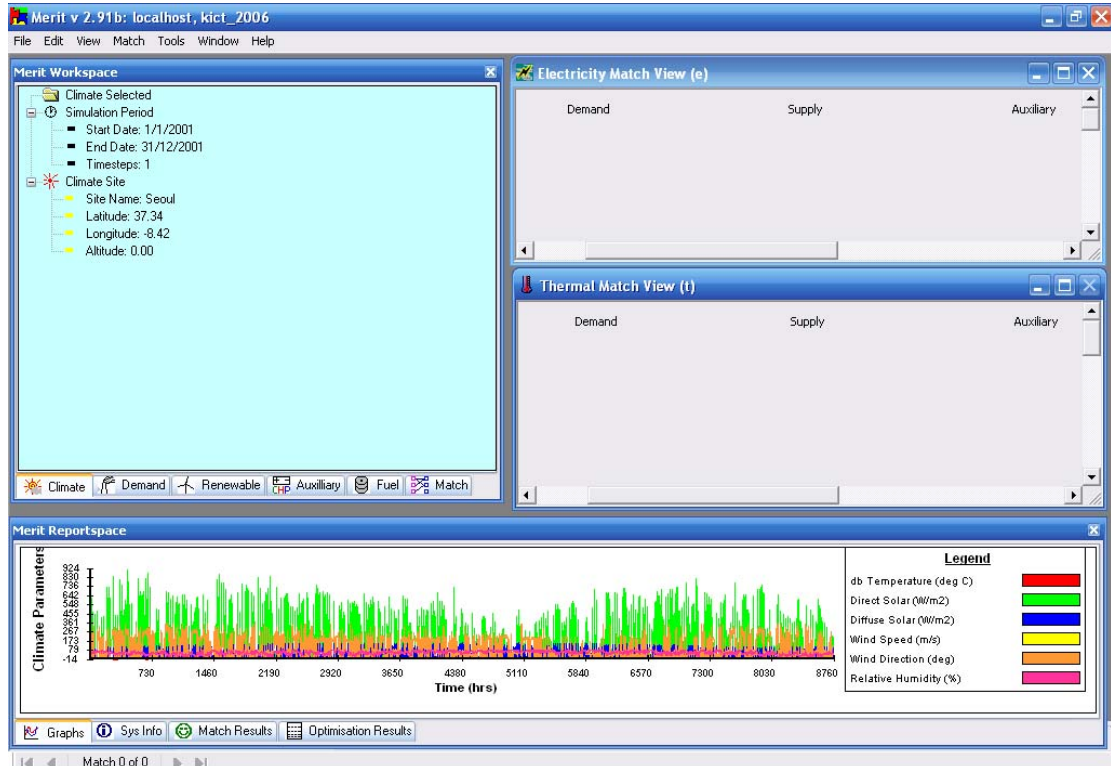 Merit v 2.91b: localhost, kict_2006
File Edit View Match Tools Window Help
Merit Workspace
Climate Selected
Simulation Period
Start Date: 1/1/2001
End Date: 31/12/2001
Timesteps: 1
Climate Site
Site Name: Seoul
Latitude: 37.34
Longitude: -8.42
Altitude: 0.00
Climate Demand Renewable CHP Auxilliary Fuel Match
Electricity Match View (e)
Demand Supply Auxiliary
Thermal Match View (t)
Demand Supply Auxiliary
Merit Reportspace
Climate Parameters
924
830
736
642
548
455
361
267
173
79
-14
730 1460 2190 2920 3650 4380 5110 5840 6570 7300 8030 8760
Time (hrs)
Legend
db Temperature (deg C)
Direct Solar (W/m2)
Diffuse Solar (W/m2)
Wind Speed (m/s)
Wind Direction (deg)
Relative Humidity (%)
Graphs Sys Info Match Results Optimisation Results
Match 0 of 0